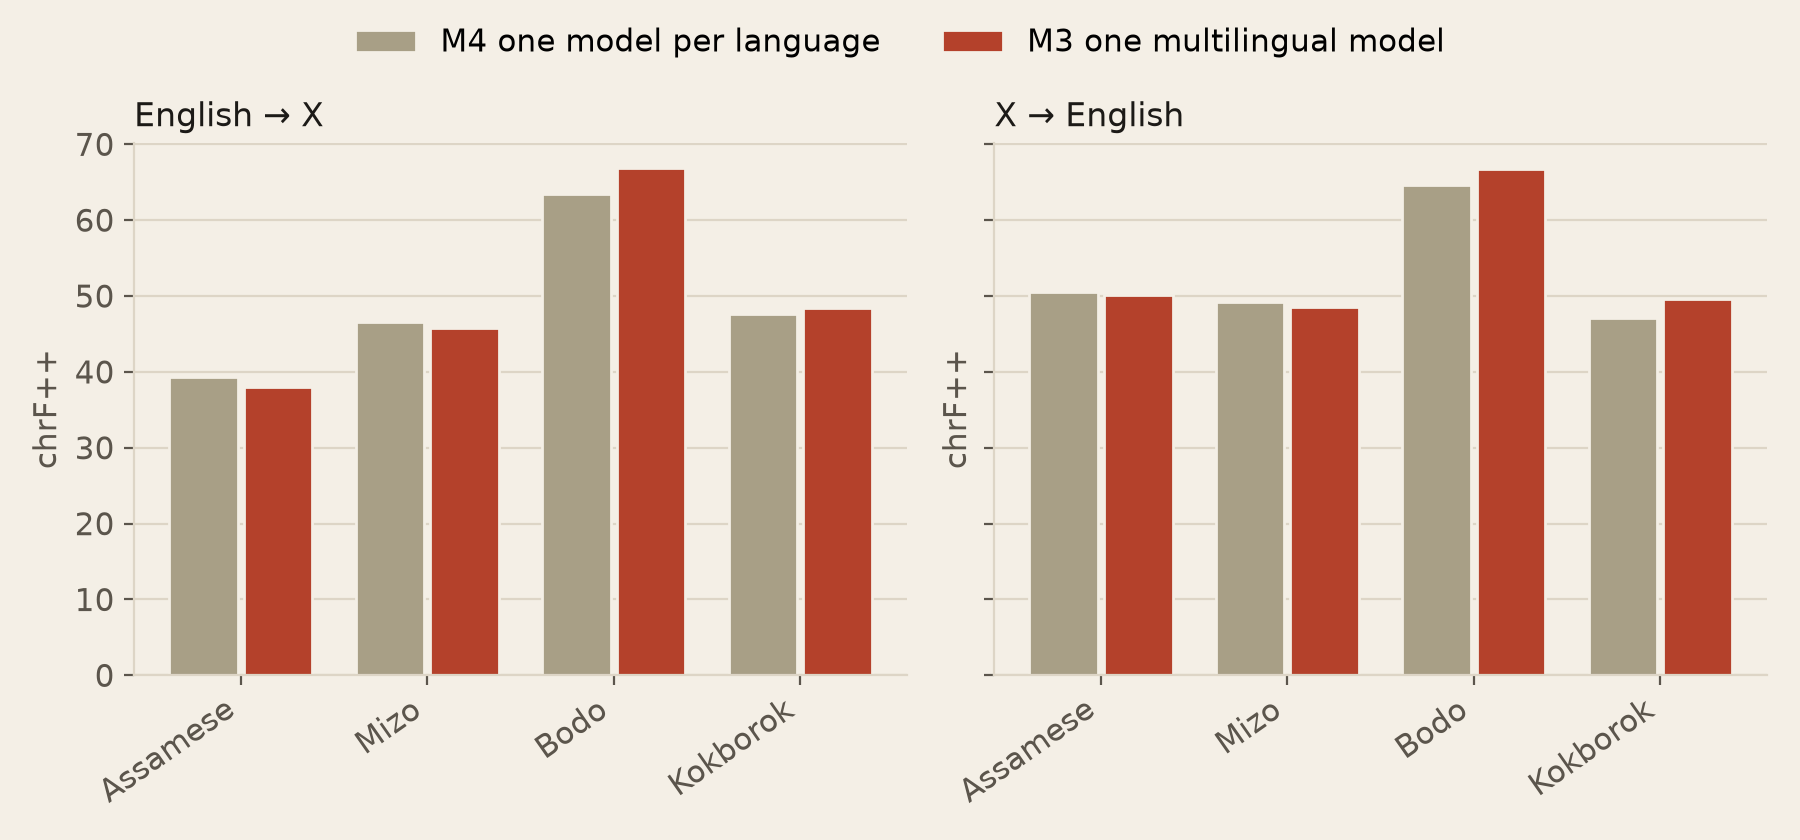 M4 one model per language
M3 one multilingual model
English → X
chrF++
70
60
50
40
30
20
10
0
Assamese
Mizo
Bodo
Kokborok
X → English
chrF++
Assamese
Mizo
Bodo
Kokborok